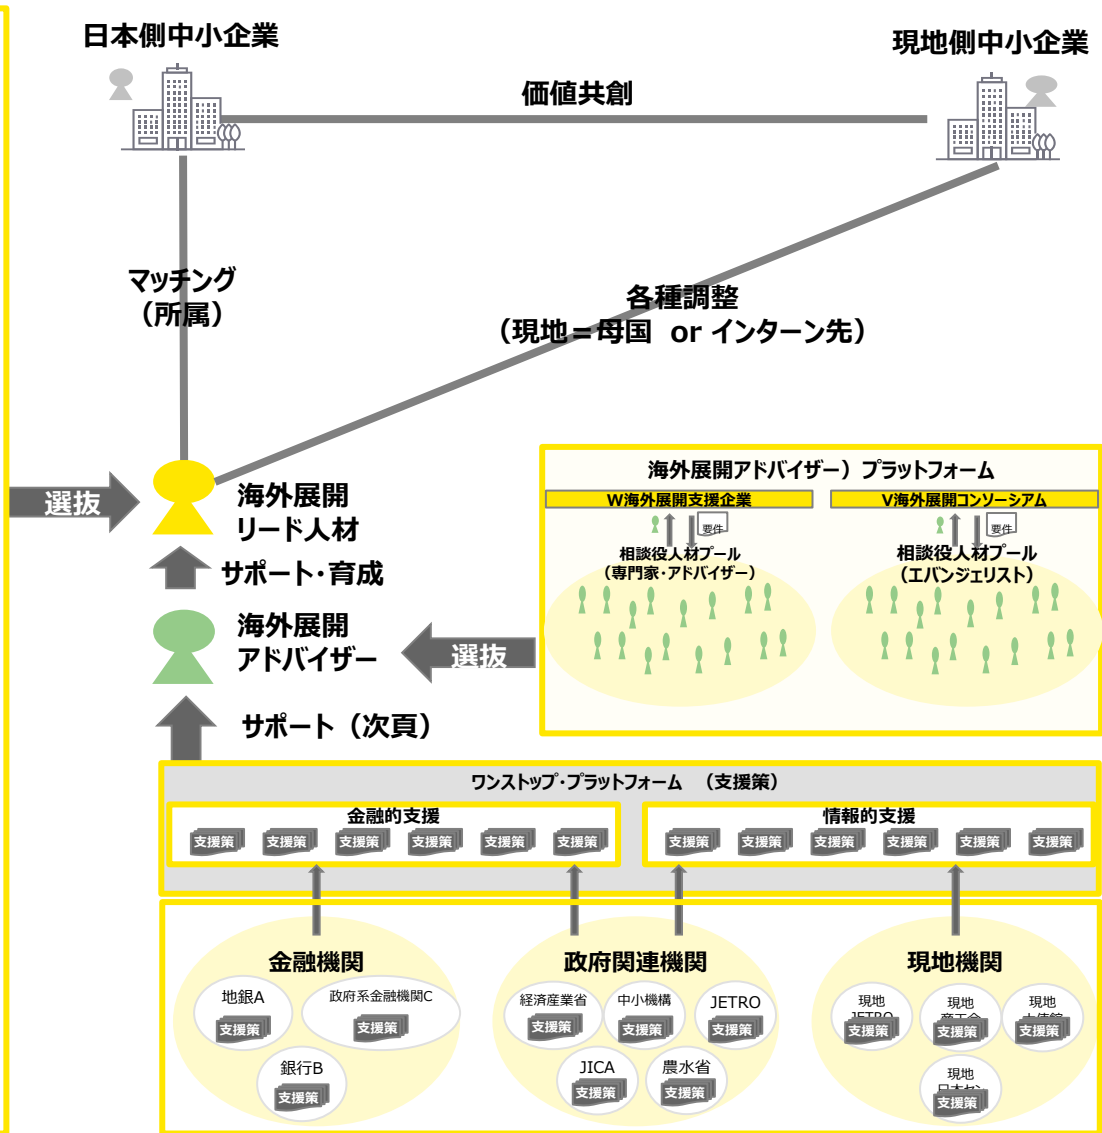 日本側中小企業
現地側中小企業
価値共創
マッチング
（所属）
各種調整
（現地＝母国 or インターン先）
選抜
海外展開
リード人材
サポート・育成
海外展開
アドバイザー
選抜
サポート（次頁）
海外展開アドバイザー）プラットフォーム
W海外展開支援企業
要件
相談役人材プール
（専門家・アドバイザー）
V海外展開コンソーシアム
要件
相談役人材プール
（エバンジェリスト）
ワンストップ・プラットフォーム （支援策）
金融的支援
支援策 支援策 支援策 支援策 支援策 支援策
情報的支援
支援策 支援策 支援策 支援策 支援策 支援策
金融機関
地銀A
支援策
政府系金融機関C
支援策
銀行B
支援策
政府関連機関
経済産業省
支援策
中小機構
支援策
JETRO
支援策
JICA
支援策
農水省
支援策
現地機関
現地
JETRO
支援策
現地
支援策
現地
支援策
現地
支援策